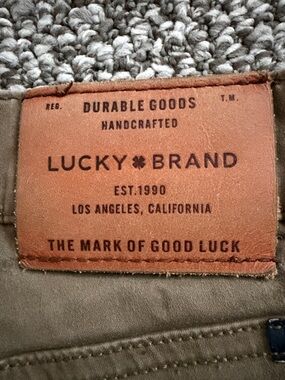 REG. DURABLE GOODS T.M.
HANDCRAFTED
LUCKY BRAND
EST.1990
LOS ANGELES, CALIFORNIA
THE MARK OF GOOD LUCK